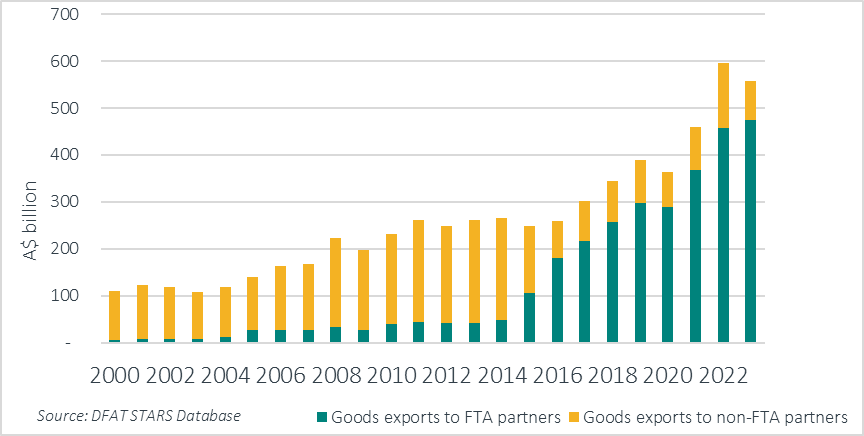 700
600
500
400
300
200
100
-
A$ billion
2000 2002 2004 2006 2008 2010 2012 2014 2016 2018 2020 2022
Source: DFAT STARS Database
Goods exports to FTA partners Goods exports to non-FTA partners